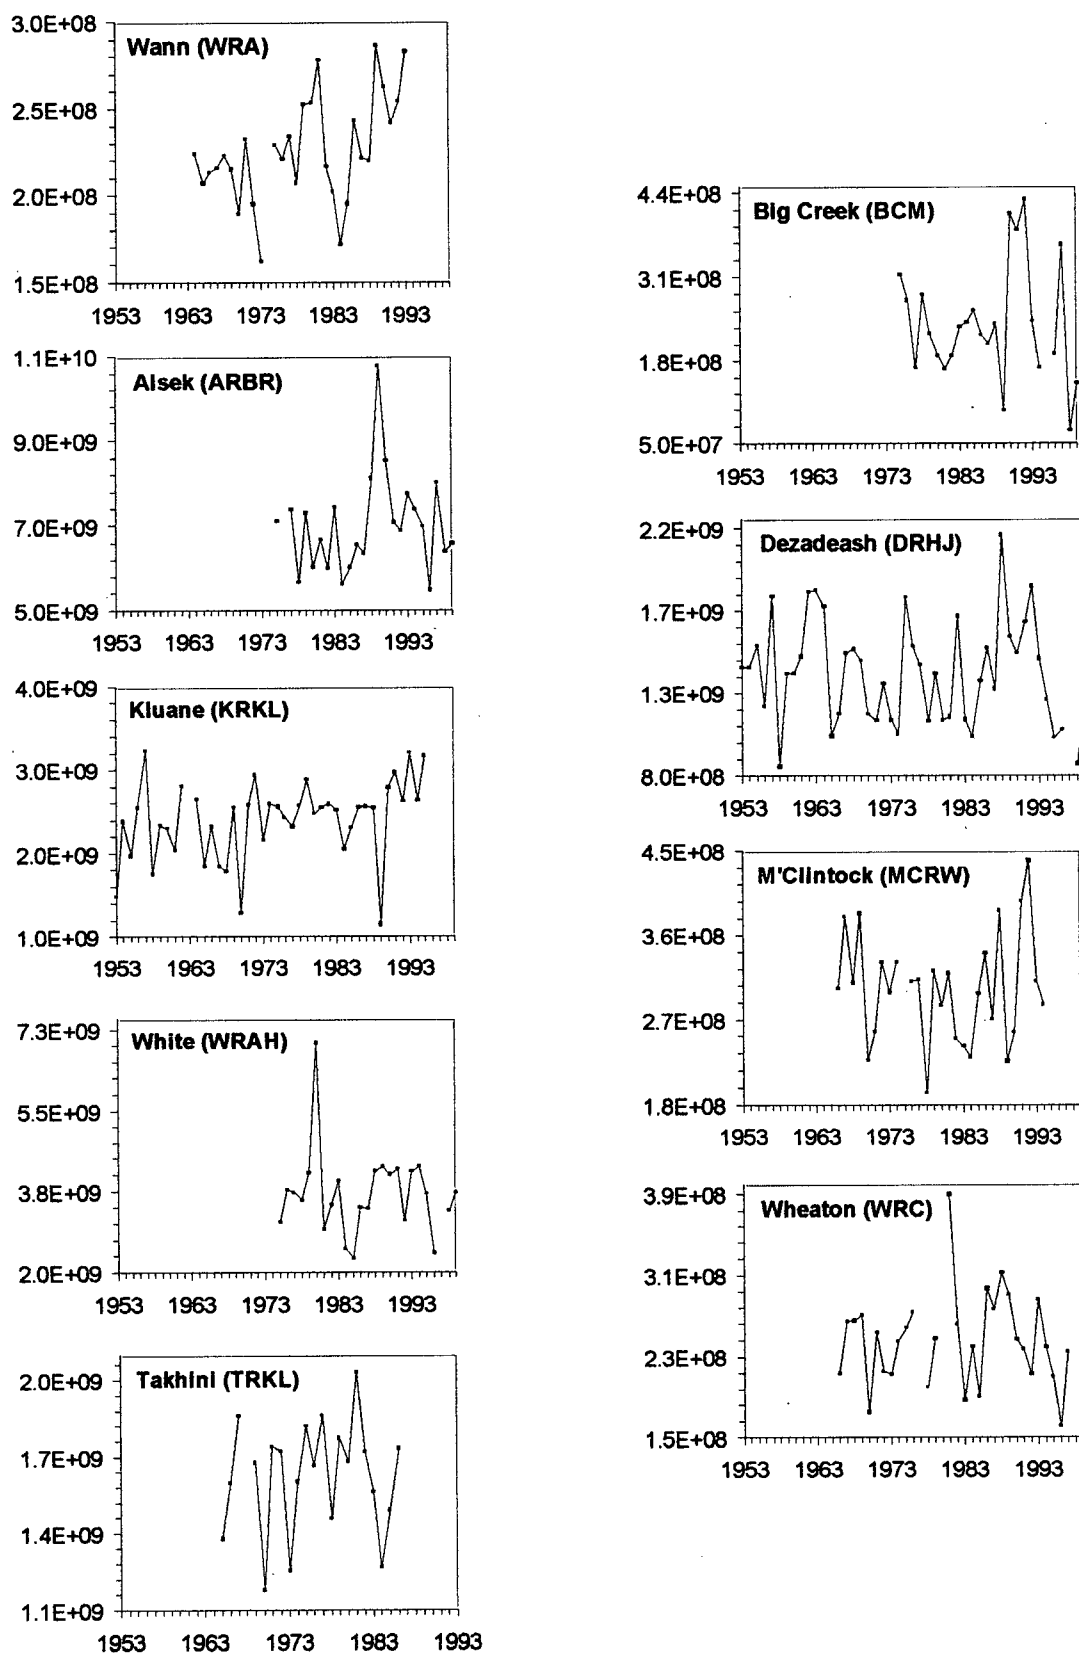 3.0E+08
Wann (WRA)
2.5E+08
2.0E+08
1.5E+08
1953 1963 1973 1983 1993
1.1E+10
Alsek (ARBR)
9.0E+09
7.0E+09
5.0E+09
1953 1963 1973 1983 1993
4.0E+09
Kluane (KRKL)
3.0E+09
2.0E+09
1.0E+09
1953 1963 1973 1983 1993
7.3E+09
White (WRAH)
5.5E+09
3.8E+09
2.0E+09
1953 1963 1973 1983 1993
2.0E+09
Takhini (TRKL)
1.7E+09
1.4E+09
1.1E+09
1953 1963 1973 1983 1993
4.4E+08
Big Creek (BCM)
3.1E+08
1.8E+08
5.0E+07
1953 1963 1973 1983 1993
2.2E+09
Dezadeash (DRHJ)
1.7E+09
1.3E+09
8.0E+08
1953 1963 1973 1983 1993
4.5E+08
M'Clintock (MCRW)
3.6E+08
2.7E+08
1.8E+08
1953 1963 1973 1983 1993
3.9E+08
Wheaton (WRC)
3.1E+08
2.3E+08
1.5E+08
1953 1963 1973 1983 1993